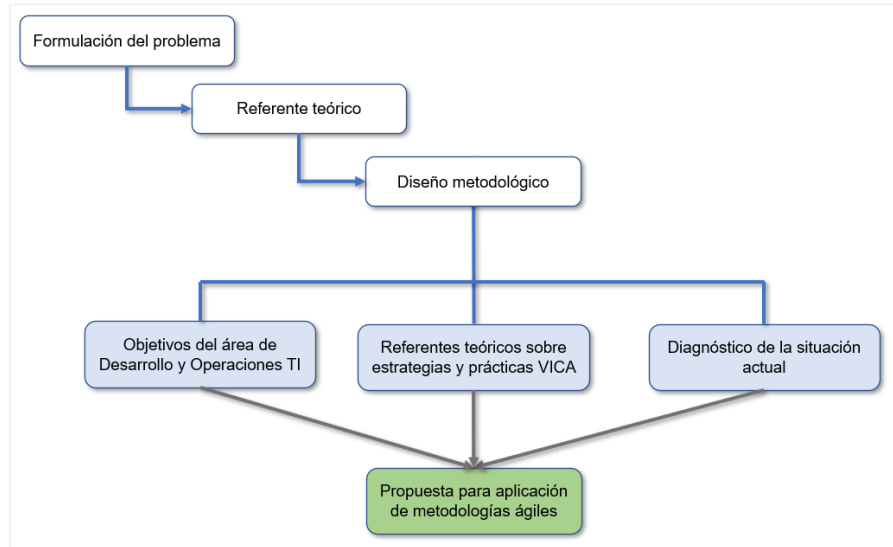 Formulación del problema
Referente teórico
Diseño metodológico
Objetivos del área de
Desarrollo y Operaciones TI
Referentes teóricos sobre
estrategias y prácticas VICA
Diagnóstico de la situación
actual
Propuesta para aplicación
de metodologías ágiles